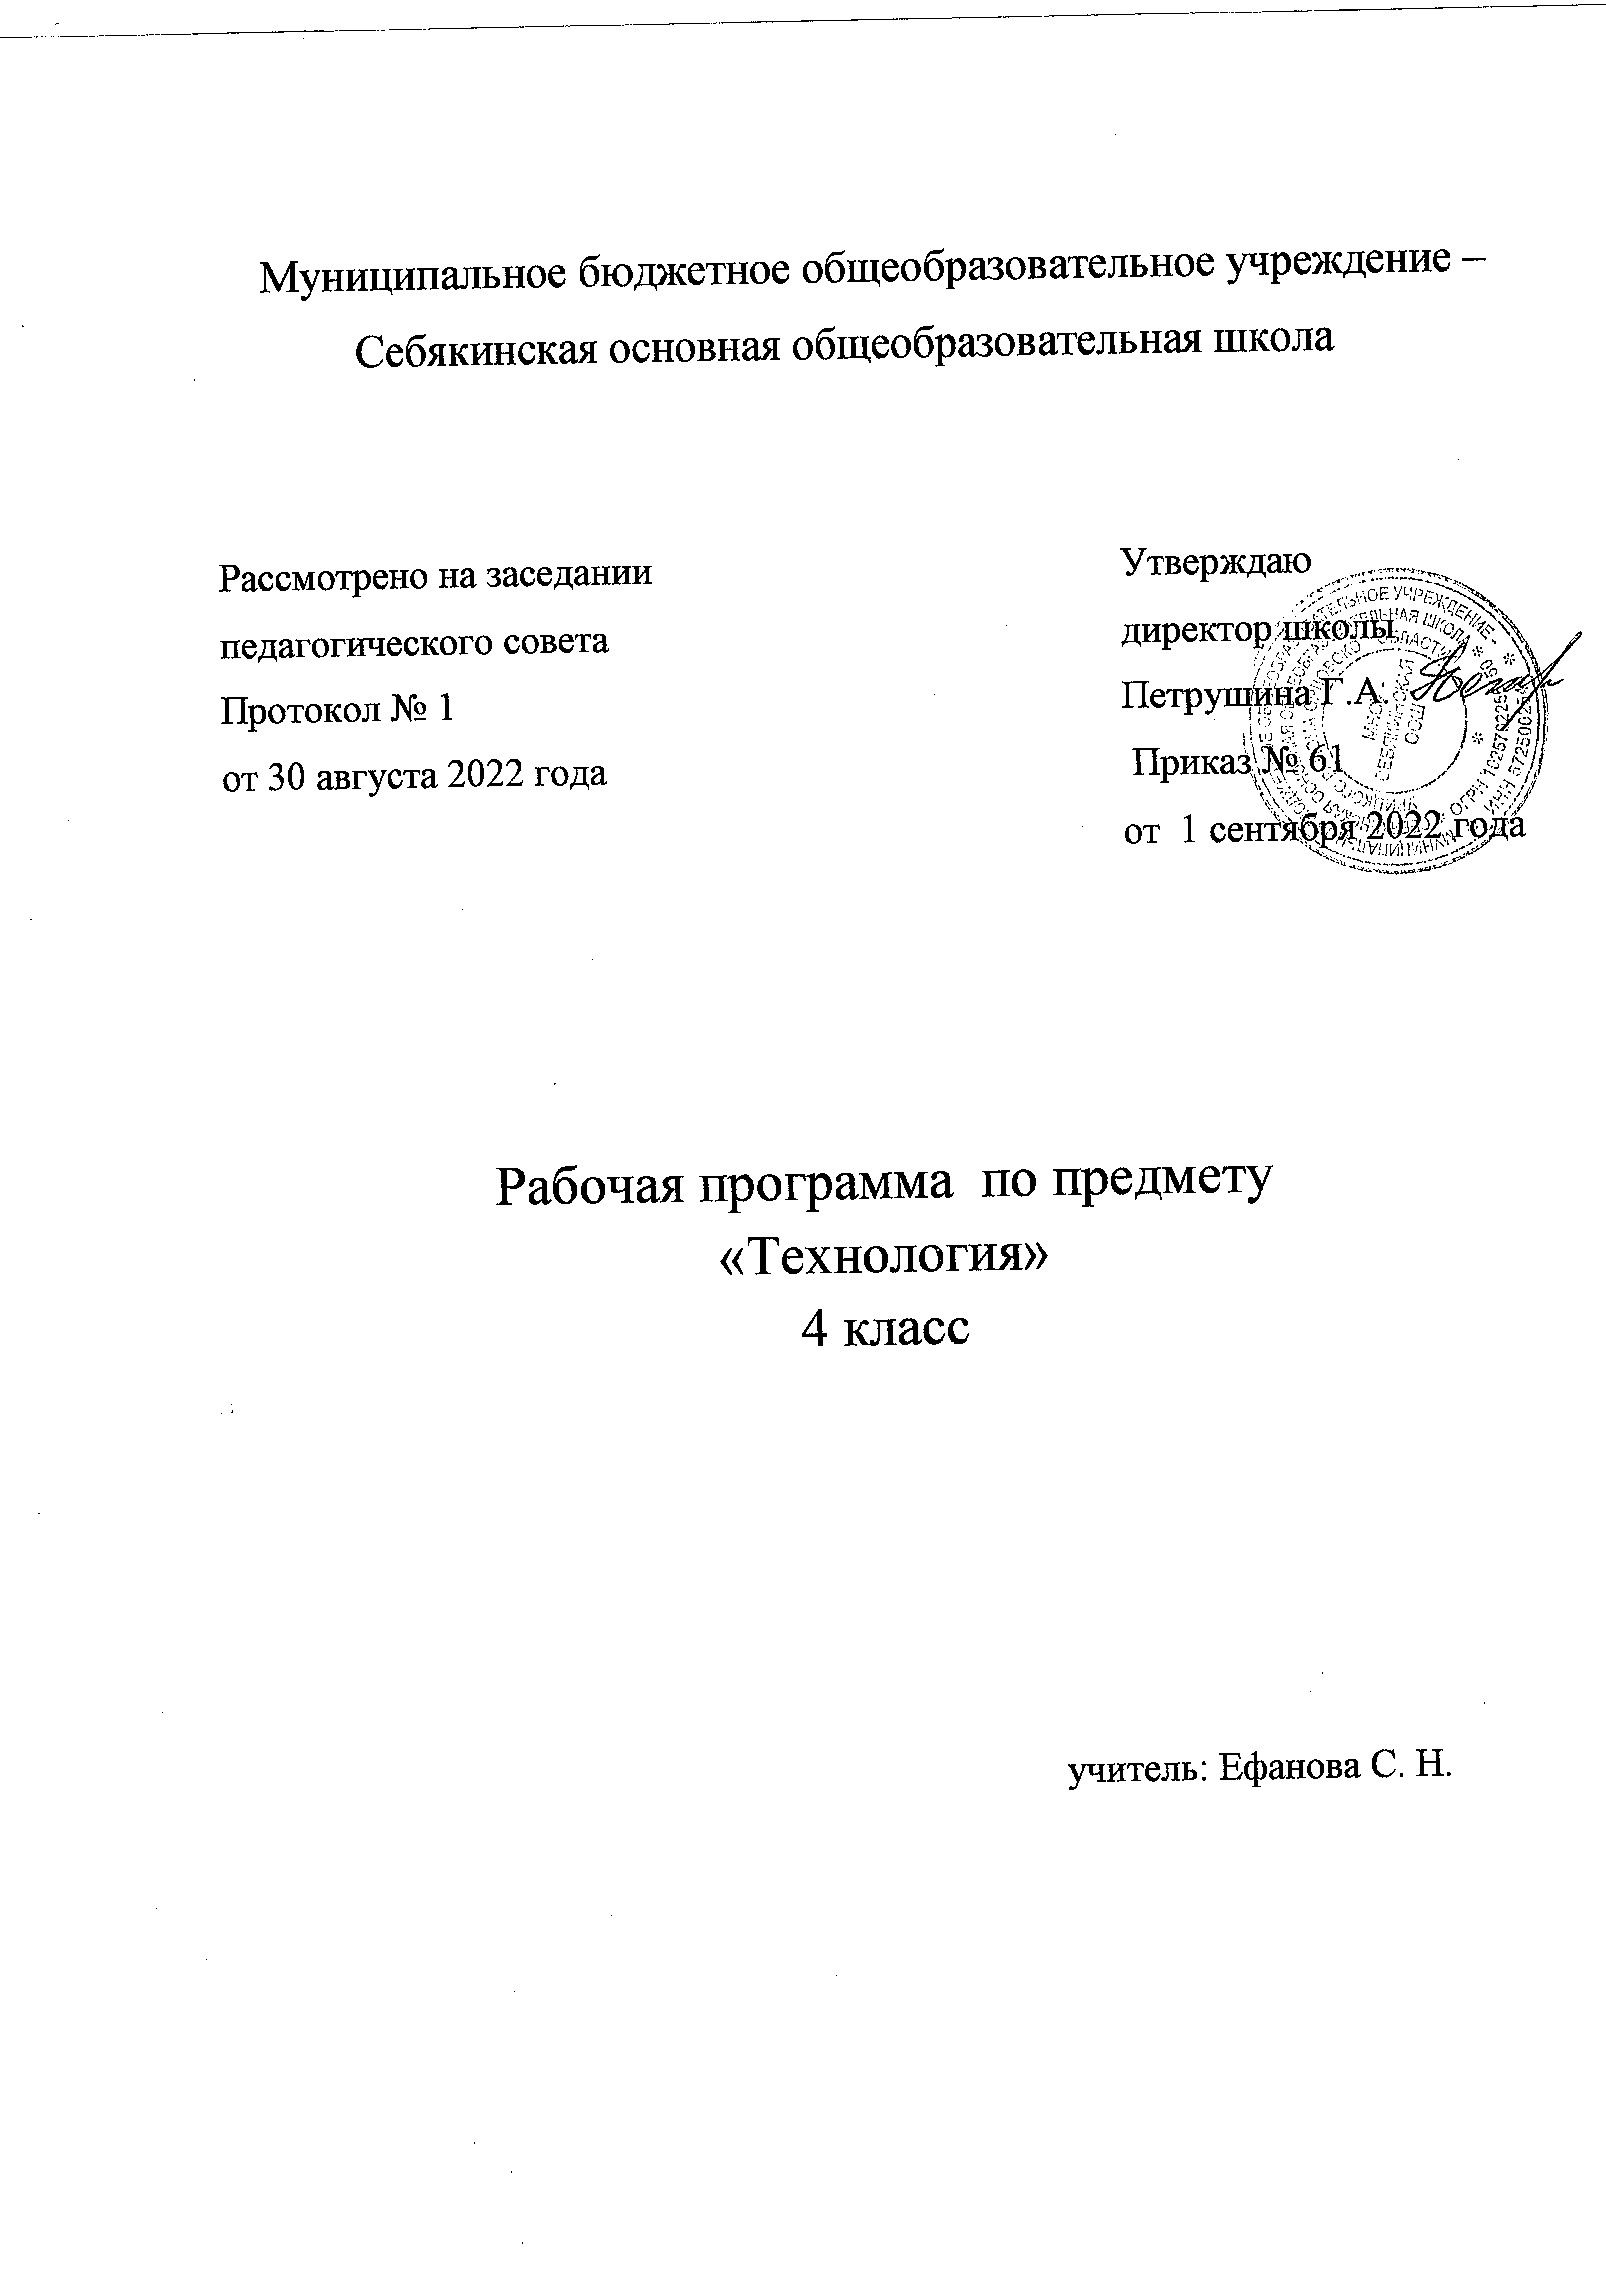 Муниципальное бюджетное общеобразовательное учреждение –
Себякинская основная общеобразовательная школа
Рассмотрено на заседании
педагогического совета
Протокол № 1
от 30 августа 2022 года
Утверждаю
директор школы
Петрушина Г.А.
Приказ № 61
от 1 сентября 2022 года
Рабочая программа по предмету
«Технология»
4 класс
учитель: Ефанова С. Н.